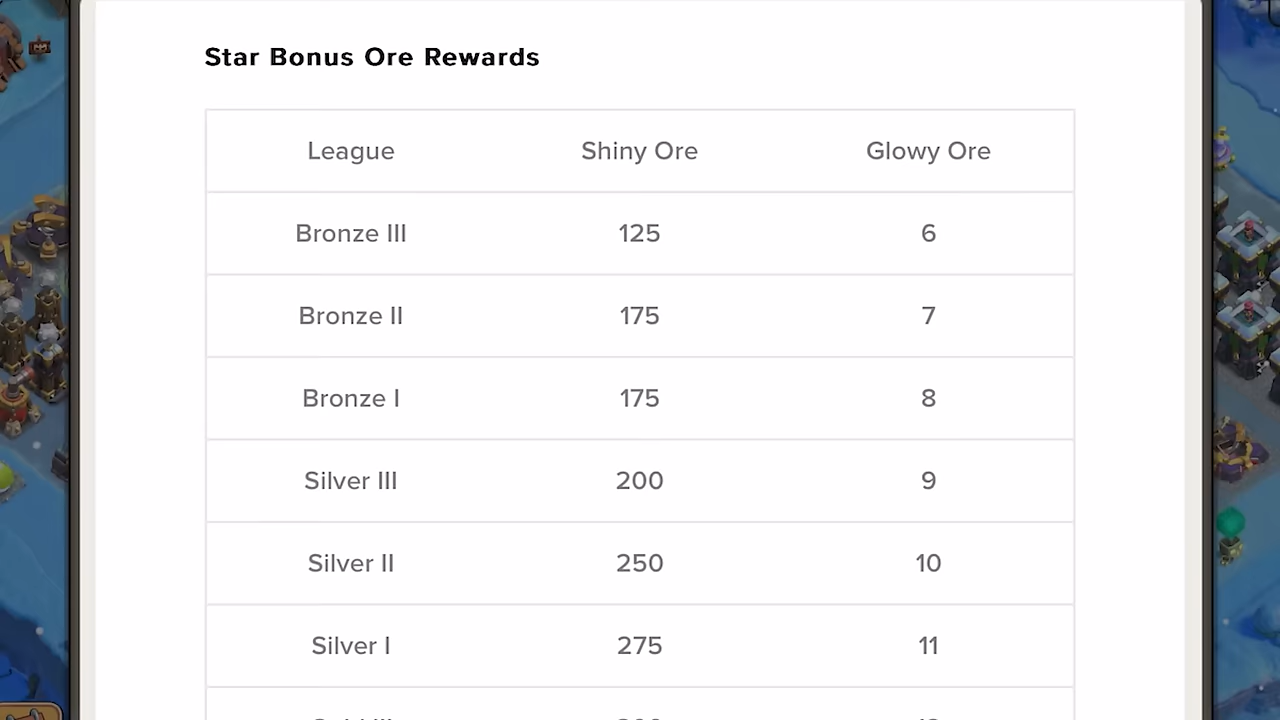 Star Bonus Ore Rewards
League Shiny Ore Glowy Ore
Bronze III 125 6
Bronze II 175 7
Bronze I 175 8
Silver III 200 9
Silver II 250 10
Silver I 275 11